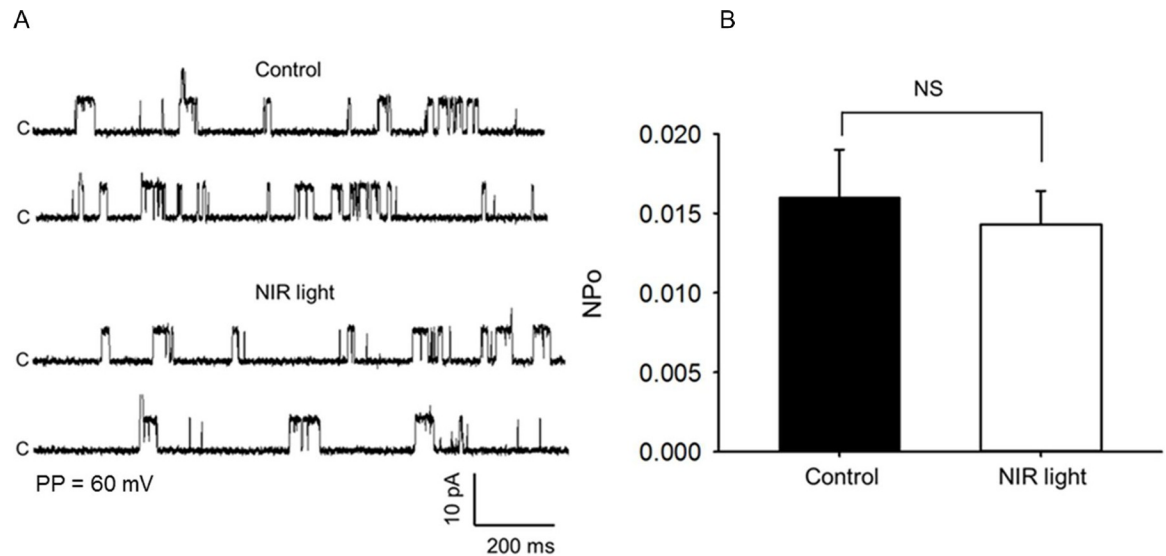 A
Control
C
C
NIR light
C
C
PP = 60 mV
10 pA
200 ms
B
NS
0.020
0.015
0.010
0.005
0.000
NPo
Control
NIR light